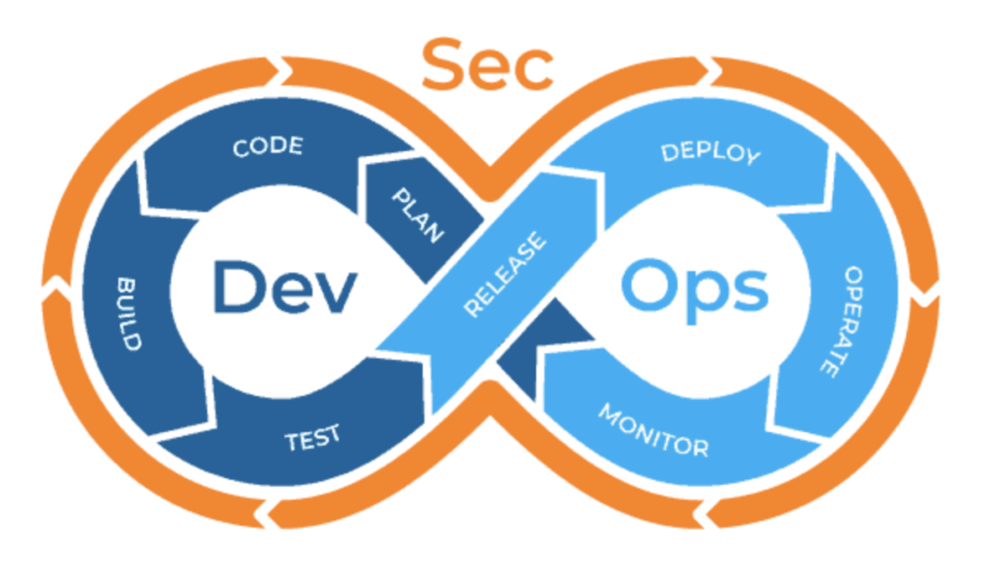 Sec
CODE
DEPLOY
PLAN
RELEASE
Dev
Ops
BUILD
OPERATE
TEST
MONITOR